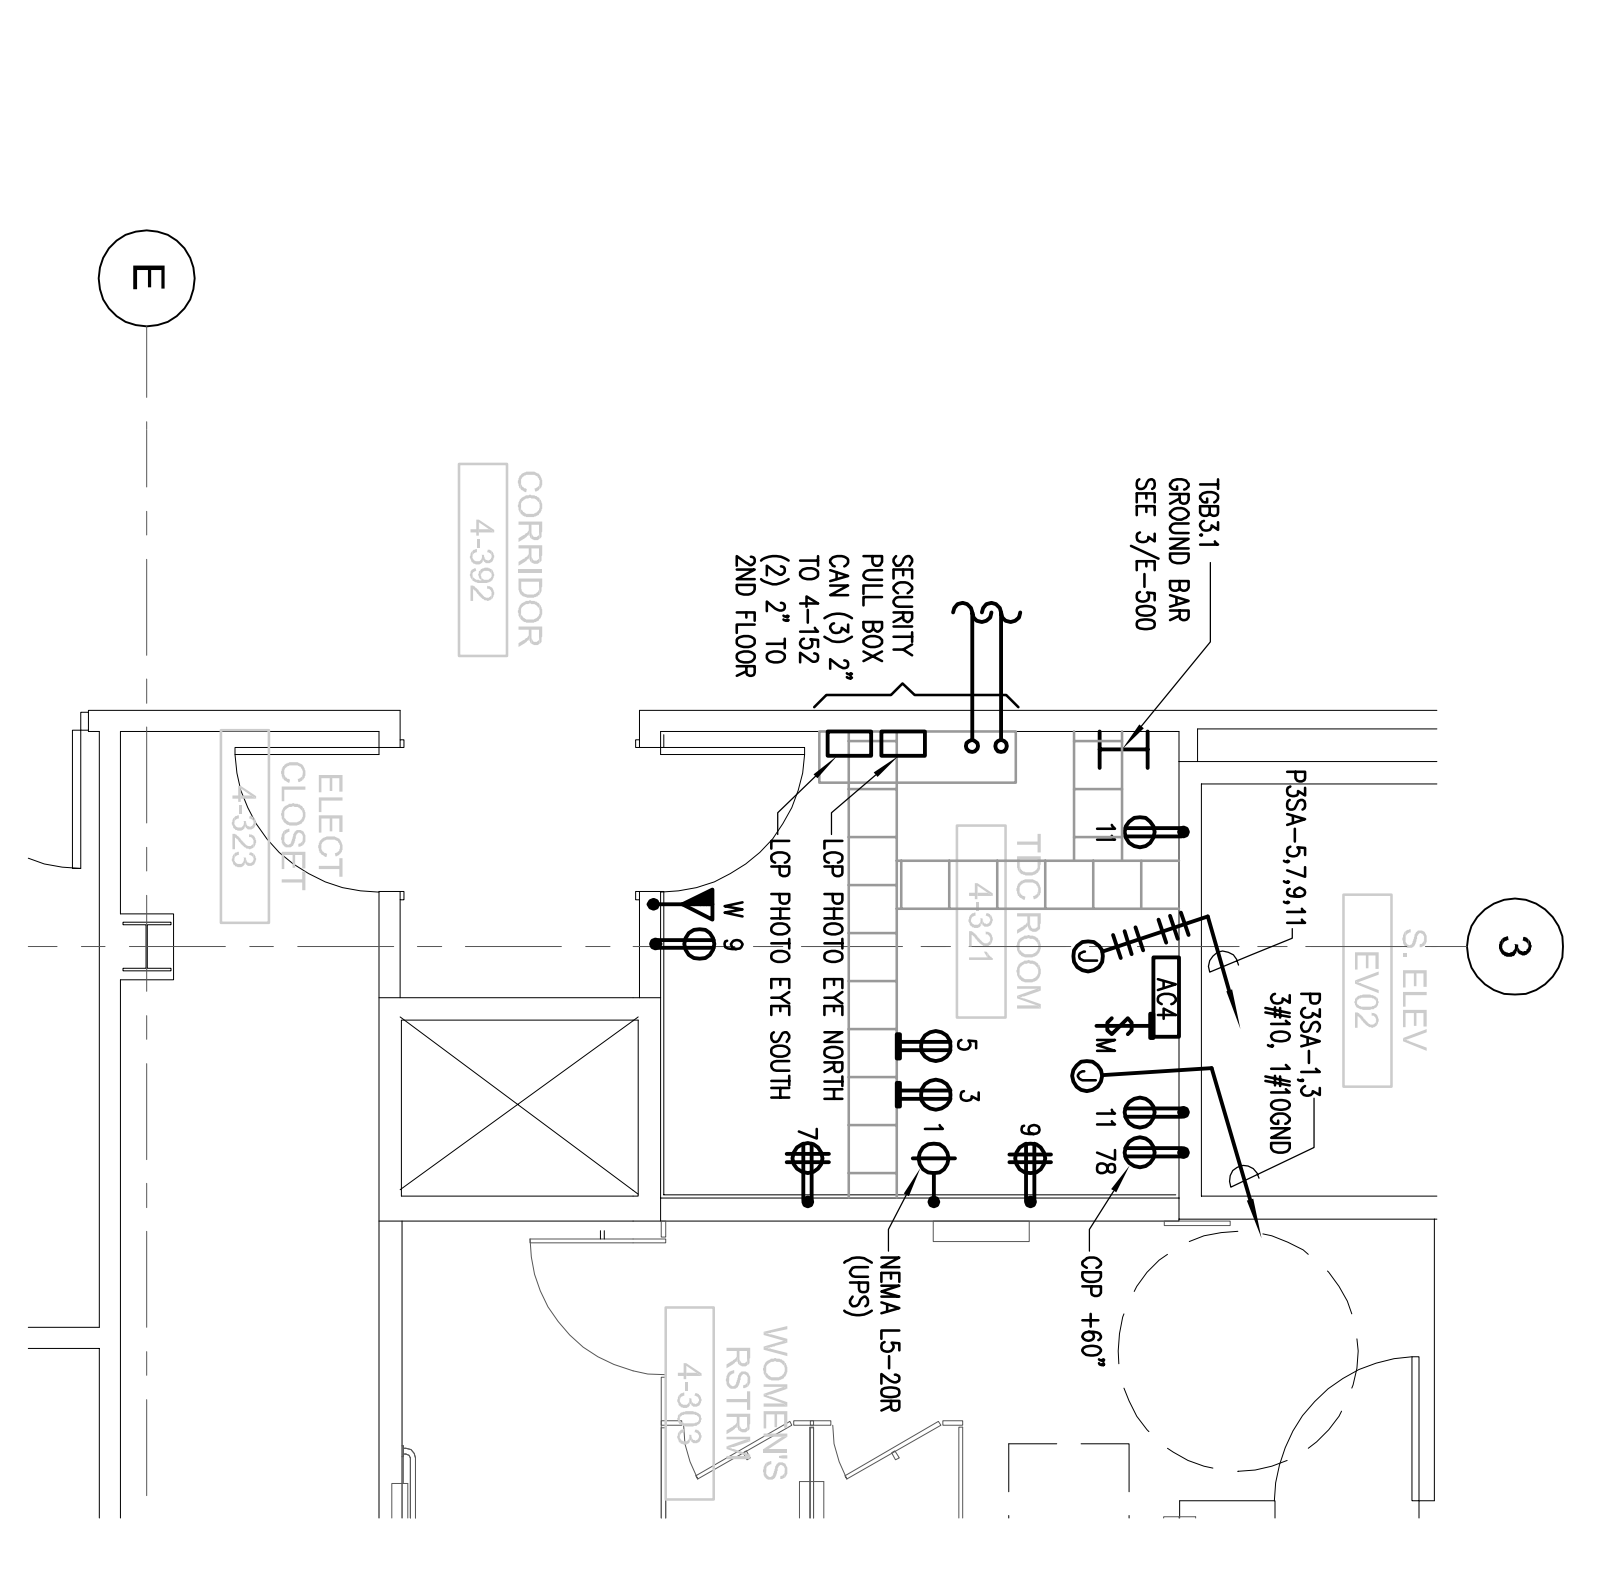 E
3
TGB3.1
GROUND BAR
SEE 3/E-500
SECURITY
PULL BOX
CAN (3) 2"
TO 4-152
(2) 2" TO
2ND FLOOR
CORRIDOR
4-392
ELECT
CLOSET
4-323
P3SA-5,7,9,11
S. ELEV
EV02
P3SA-1,3
3#10, 1#10GND
TDC ROOM
4-321
11
J
AC4
$M
J
11
78
CDP +60"
LCP PHOTO EYE NORTH
LCP PHOTO EYE SOUTH
W
9
5
3
1
7
9
NEMA L5-20R
(UPS)
WOMEN'S
RSTRM
4-303